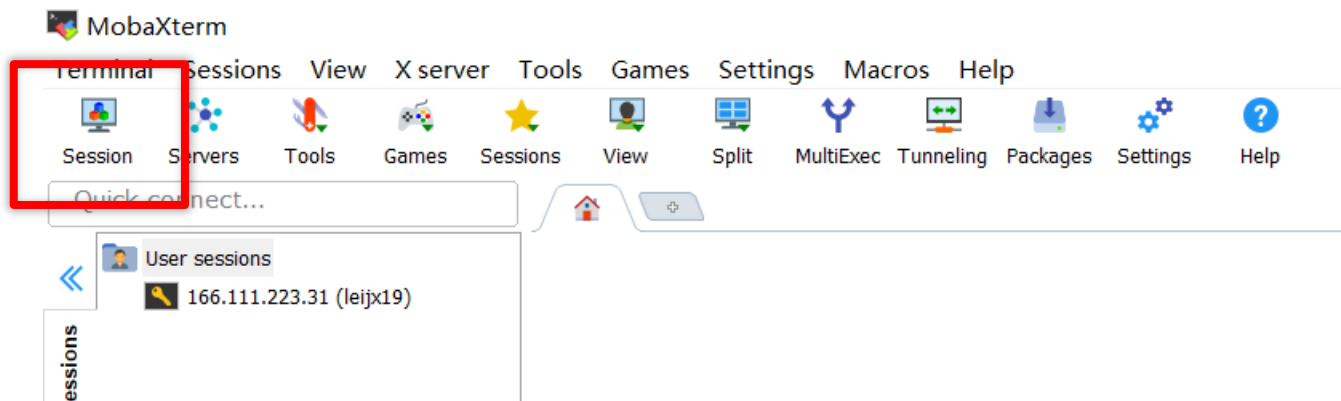 MobaXterm
Terminal Sessions View X server Tools Games Settings Macros Help
Session Servers Tools Games Sessions View Split MultiExec Tunneling Packages Settings Help
Quick connect...
User sessions
166.111.223.31 (leijx19)
essions